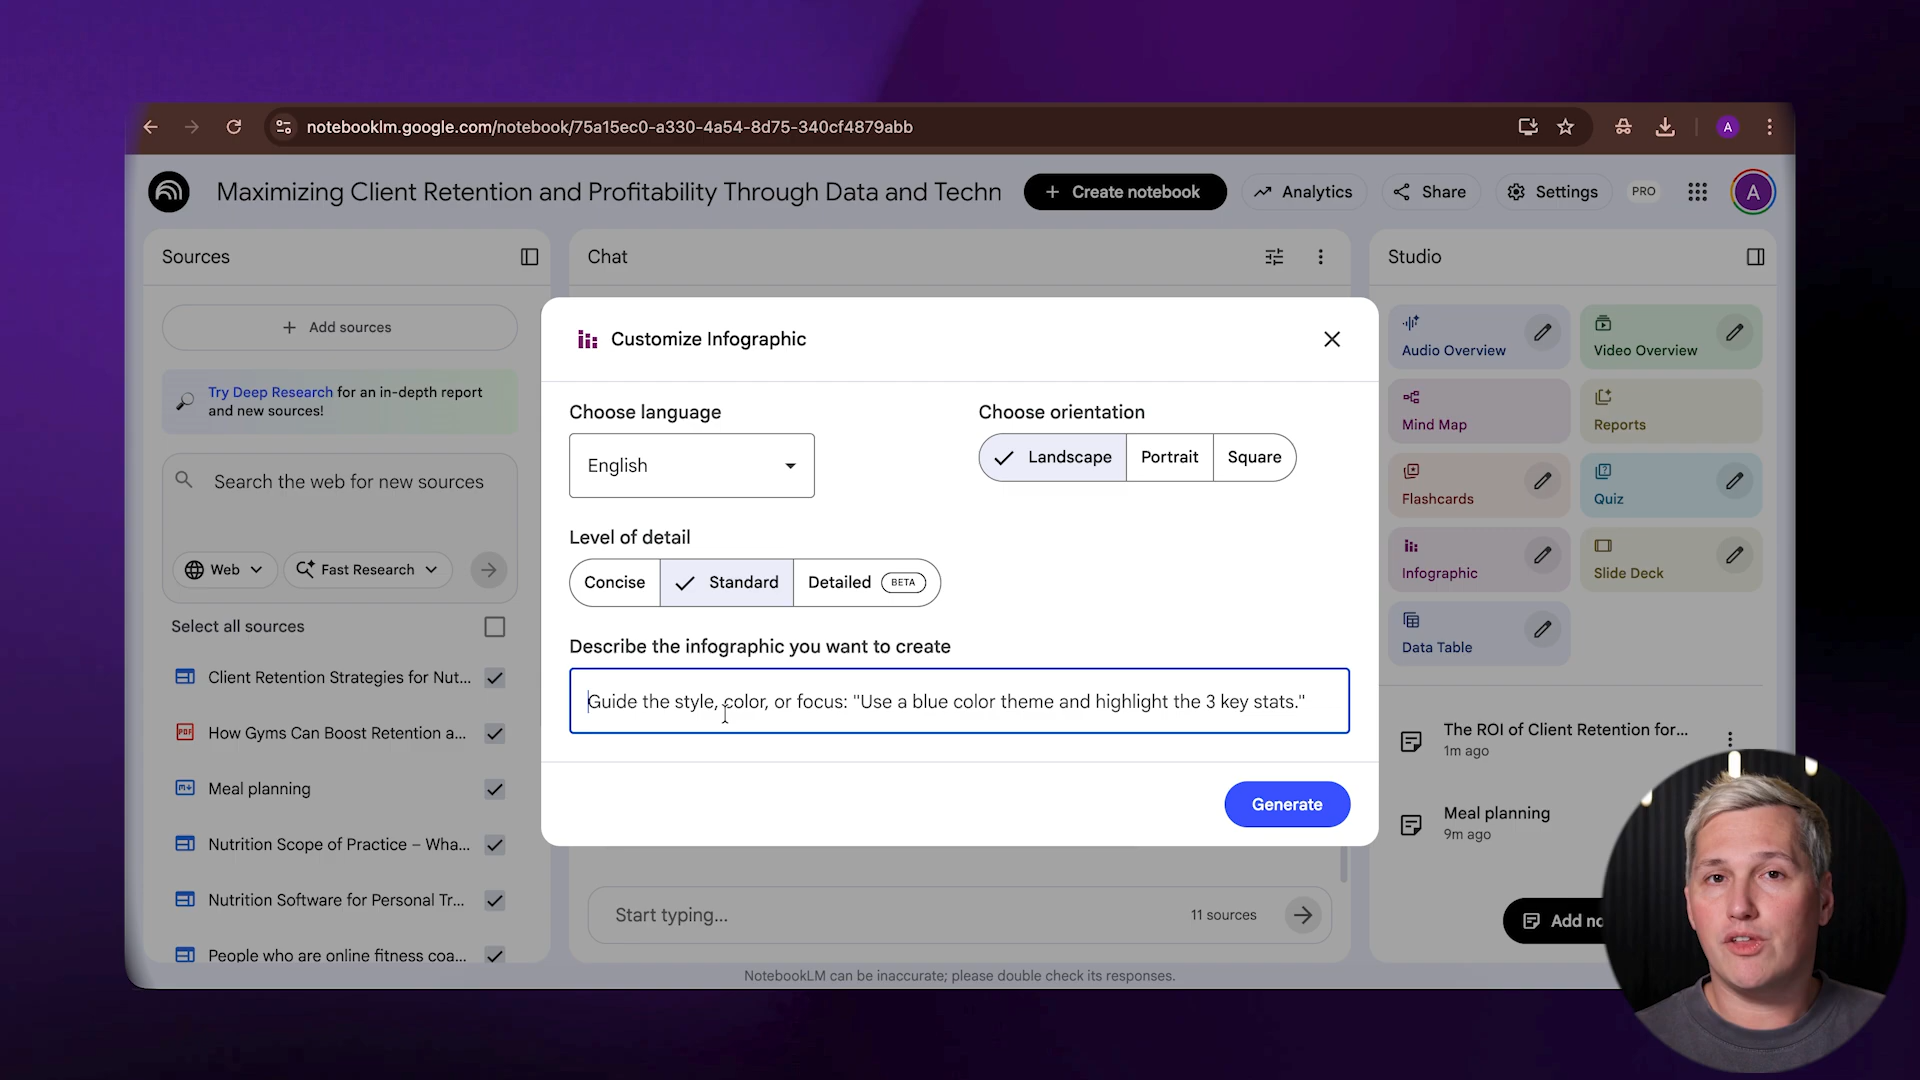 notebooklm.google.com/notebook/75a15ec0-a330-4a54-8d75-340cf4879abb
A
Maximizing Client Retention and Profitability Through Data and Techn
Create notebook
Analytics
Share
Settings
PRO
A
Sources
Add sources
Try Deep Research for an in-depth report
and new sources!
Search the web for new sources
Web
Fast Research
Select all sources
Client Retention Strategies for Nut...
PDF
How Gyms Can Boost Retention a...
Meal planning
Nutrition Scope of Practice – Wha...
Nutrition Software for Personal Tr...
People who are online fitness coa...
Chat
Customize Infographic
Choose language
English
Choose orientation
Landscape
Portrait
Square
Level of detail
Concise
Standard
Detailed
BETA
Describe the infographic you want to create
Guide the style, color, or focus: "Use a blue color theme and highlight the 3 key stats."
Generate
Start typing...
11 sources
NotebookLM can be inaccurate; please double check its responses.
Studio
Audio Overview
Video Overview
Mind Map
Reports
Flashcards
Quiz
Infographic
Slide Deck
Data Table
The ROI of Client Retention for...
1m ago
Meal planning
9m ago
Add no